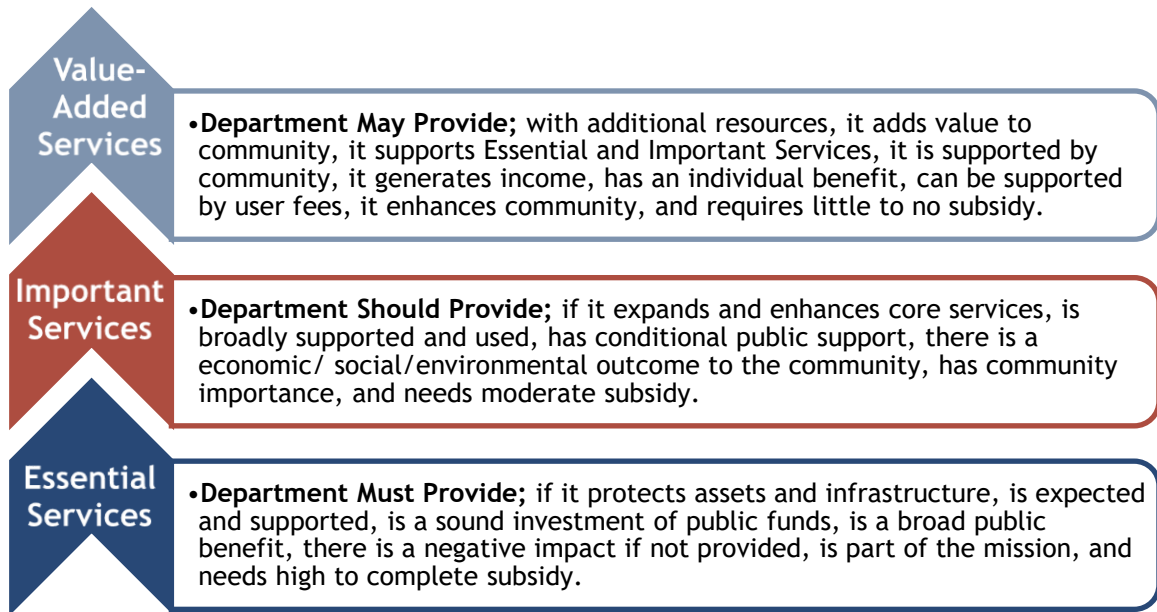 Value-
Added
Services
•Department May Provide; with additional resources, it adds value to
community, it supports Essential and Important Services, it is supported by
community, it generates income, has an individual benefit, can be supported
by user fees, it enhances community, and requires little to no subsidy.
Important
Services
•Department Should Provide; if it expands and enhances core services, is
broadly supported and used, has conditional public support, there is a
economic/ social/environmental outcome to the community, has community
importance, and needs moderate subsidy.
Essential
Services
•Department Must Provide; if it protects assets and infrastructure, is expected
and supported, is a sound investment of public funds, is a broad public
benefit, there is a negative impact if not provided, is part of the mission, and
needs high to complete subsidy.